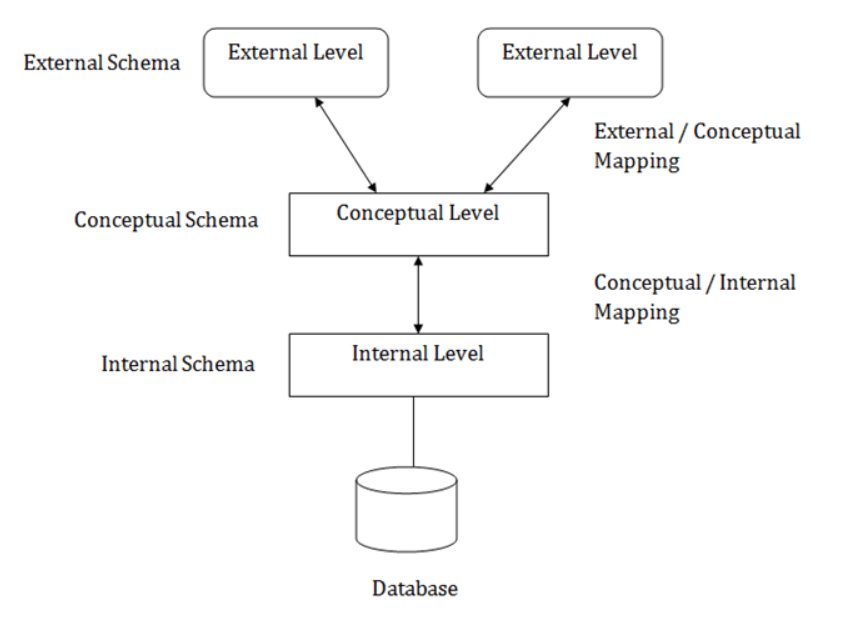 External Level
External Level
External Schema
External / Conceptual
Mapping
Conceptual Schema
Conceptual Level
Conceptual / Internal
Mapping
Internal Schema
Internal Level
Database